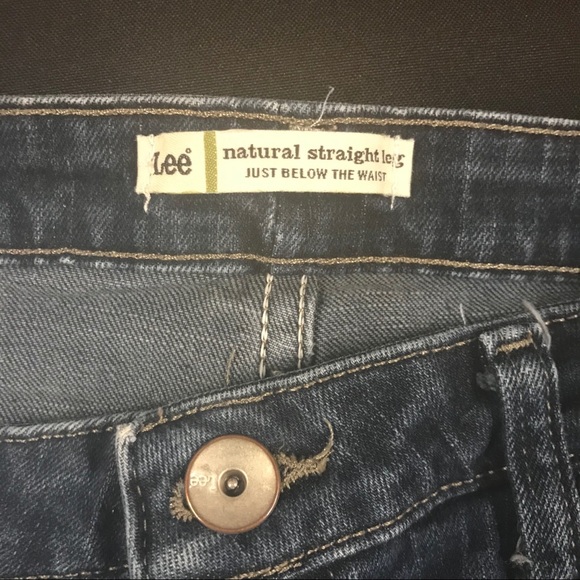 Lee®
natural straight leg
JUST BELOW THE WAIST
Lee